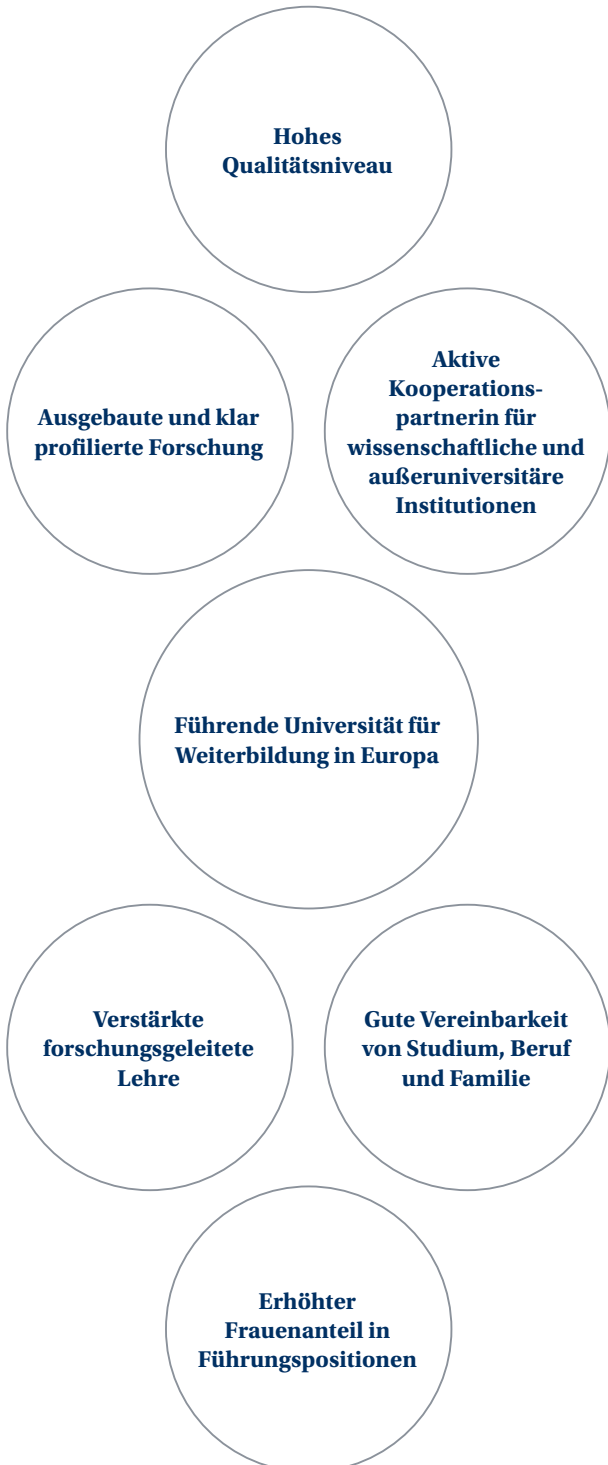 Hohes
Qualitätsniveau
Ausgebaute und klar
profilierte Forschung
Aktive
Kooperations-
partnerin für
wissenschaftliche und
außeruniversitäre
Institutionen
Führende Universität für
Weiterbildung in Europa
Verstärkte
forschungsgeleitete
Lehre
Gute Vereinbarkeit
von Studium, Beruf
und Familie
Erhöhter
Frauenanteil in
Führungspositionen